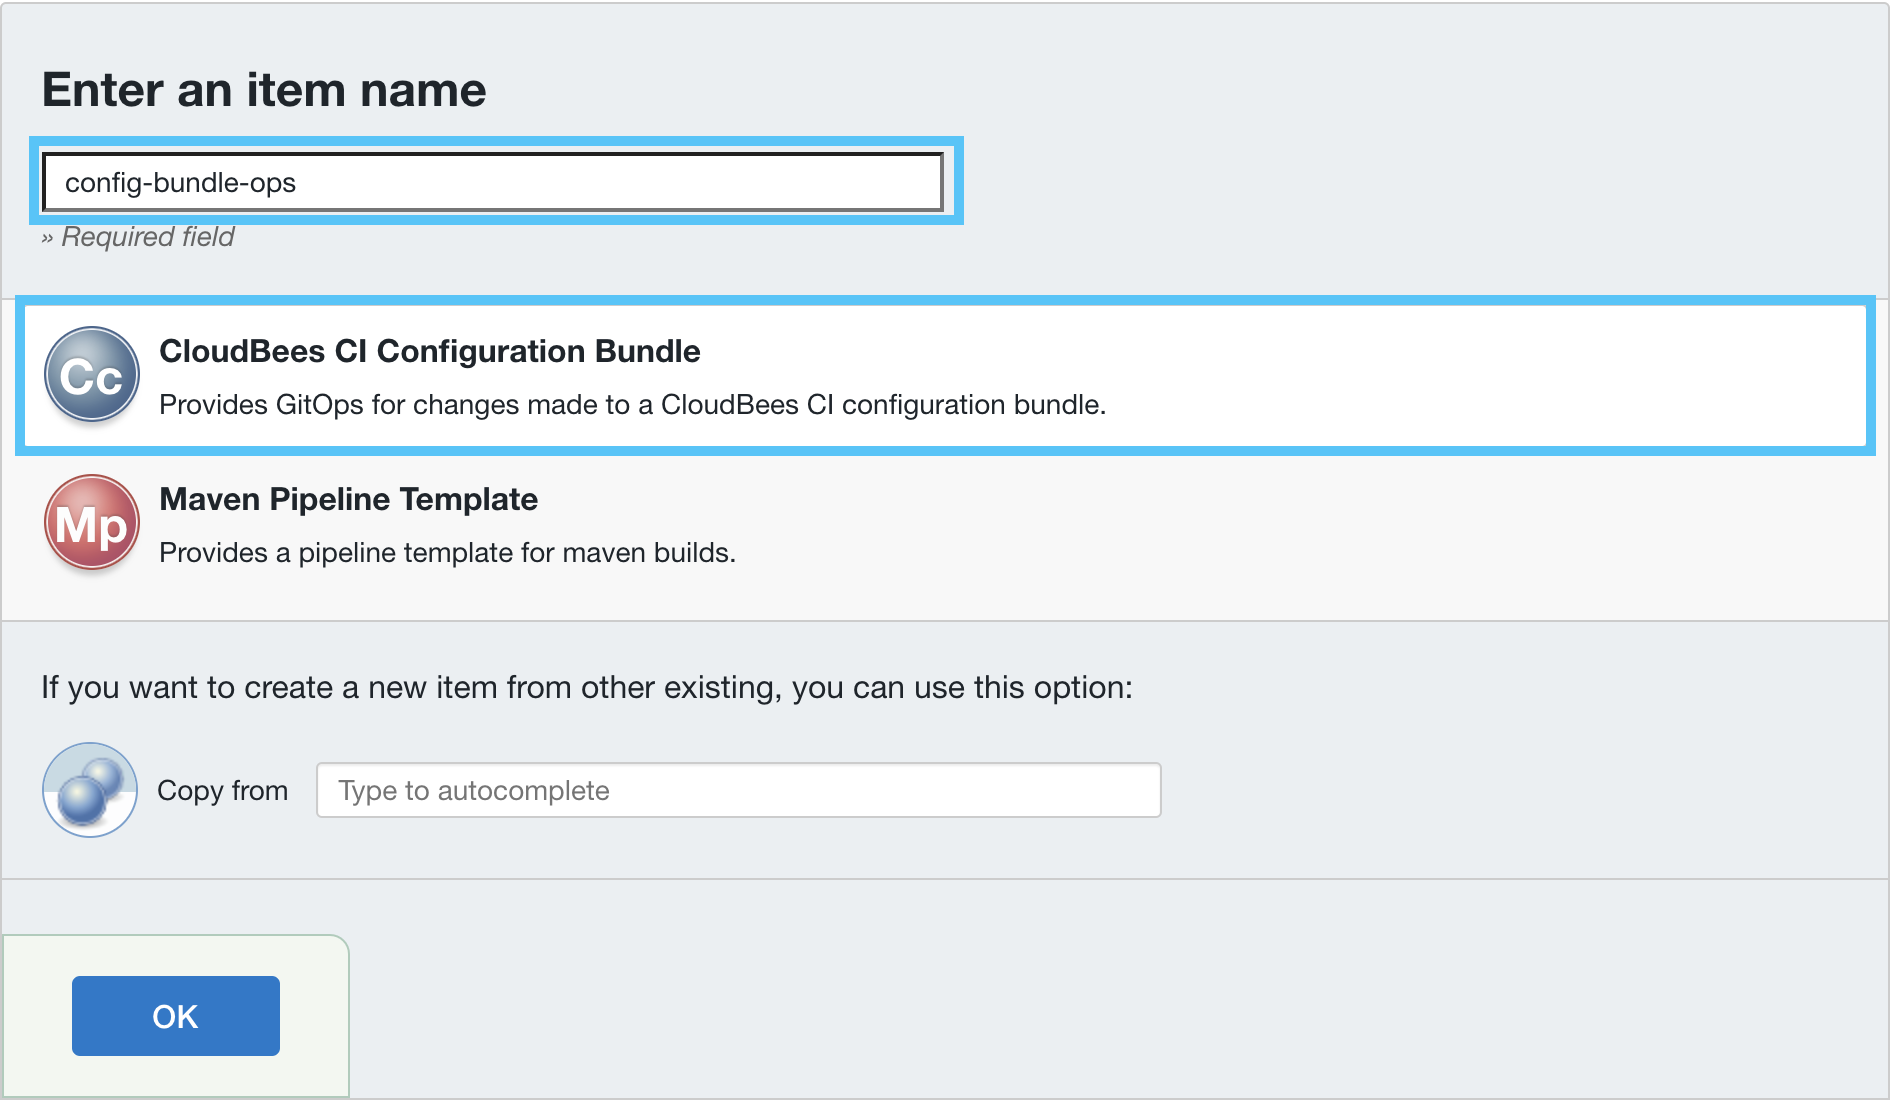 Enter an item name
config-bundle-ops
» Required field
Cc
CloudBees CI Configuration Bundle
Provides GitOps for changes made to a CloudBees CI configuration bundle.
Mp
Maven Pipeline Template
Provides a pipeline template for maven builds.
If you want to create a new item from other existing, you can use this option:
Copy from
Type to autocomplete
OK